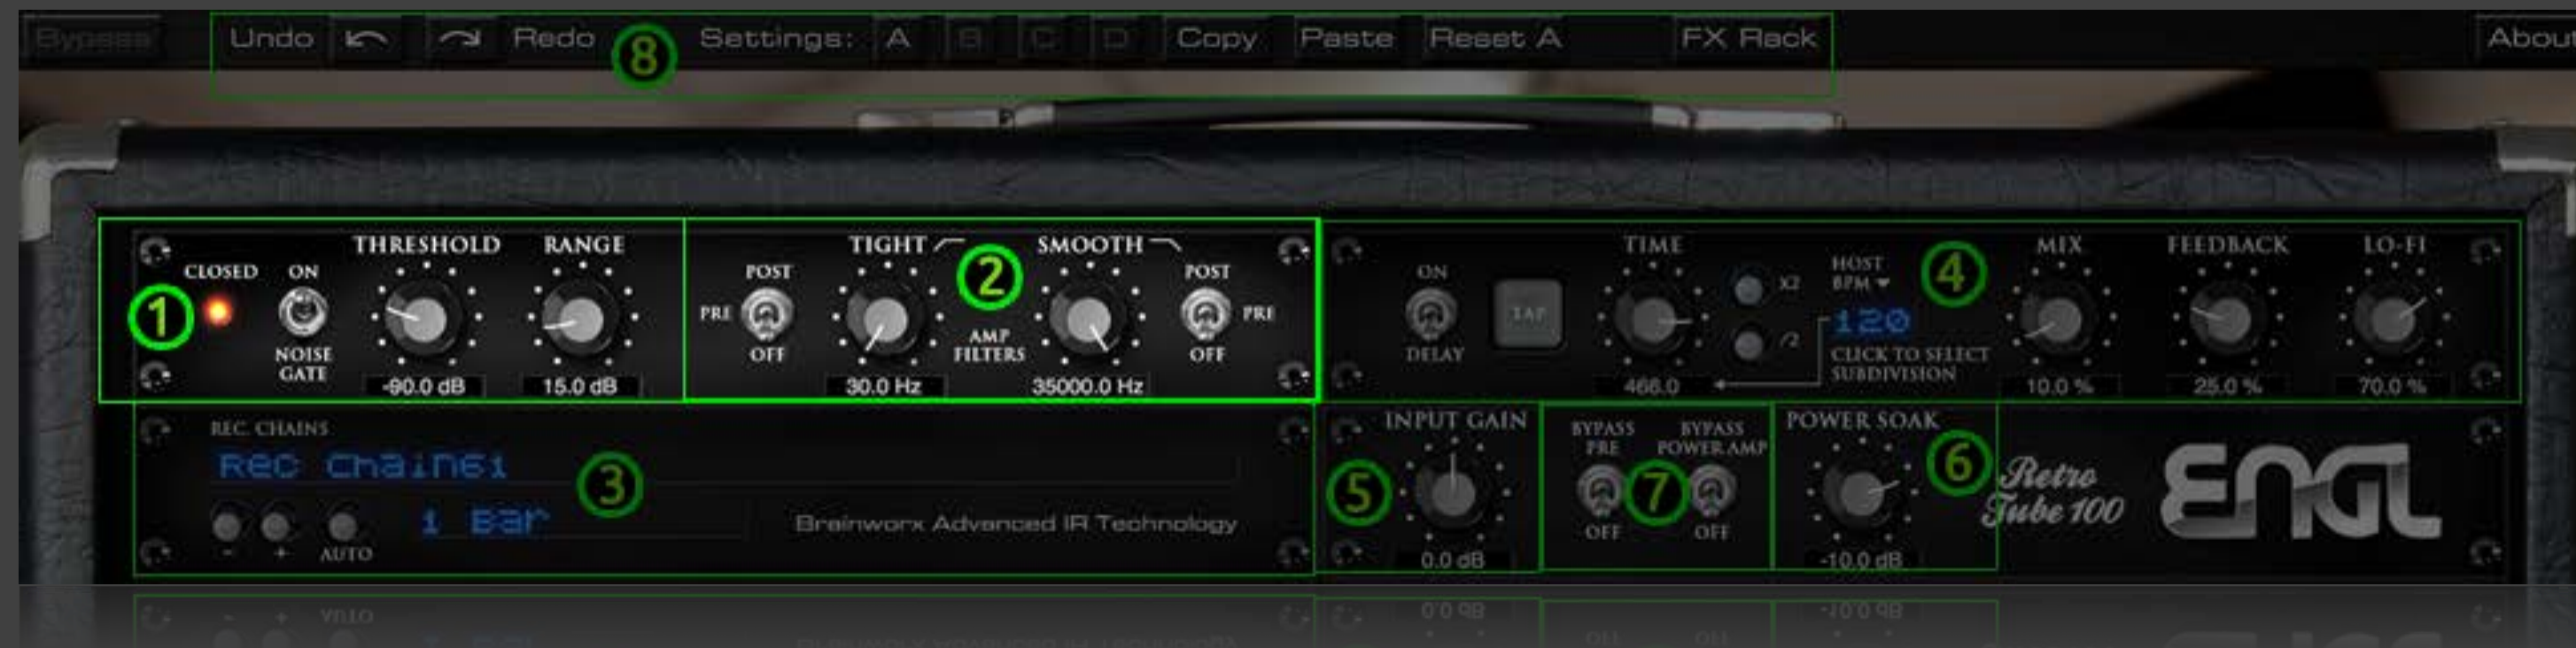 Bypass Undo Redo 8 Settings: A B C D Copy Paste Reset A FX Rack About
THRESHOLD RANGE TIGHT SMOOTH TIME MIX FEEDBACK LO-FI
CLOSED ON POST 2 POST ON HOST 4
BPM X2
1 PRE PRE TAP 120
NOISE OFF AMP OFF DELAY /2 CLICK TO SELECT
GATE FILTERS SUBDIVISION
-90.0 dB 15.0 dB 30.0 Hz 35000.0 Hz 466.0 10.0 % 25.0 % 70.0 %
REC. CHAINS INPUT GAIN BYPASS BYPASS POWER SOAK
PRE POWER AMP
Rec Chain61 3 5 7 6 Retro ENGL
- + AUTO 1 Bar Brainworx Advanced IR Technology OFF OFF Tube 100
0.0 dB -10.0 dB